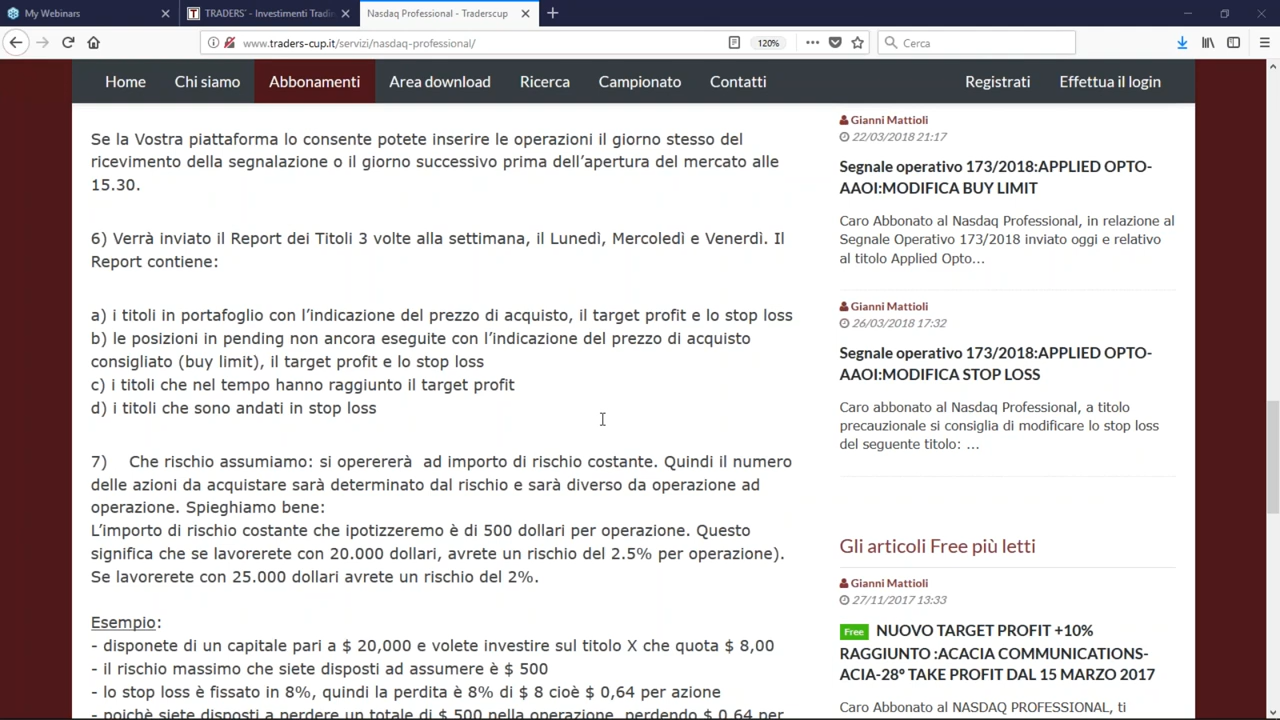 My Webinars
TRADERS' - Investimenti Tradin
Nasdaq Professional - Traderscup
www.traders-cup.it/servizi/nasdaq-professional/
120%
Cerca
Home
Chi siamo
Abbonamenti
Area download
Ricerca
Campionato
Contatti
Registrati
Effettua il login
Se la Vostra piattaforma lo consente potete inserire le operazioni il giorno stesso del
ricevimento della segnalazione o il giorno successivo prima dell'apertura del mercato alle
15.30.
6) Verrà inviato il Report dei Titoli 3 volte alla settimana, il Lunedì, Mercoledì e Venerdì. Il
Report contiene:
a) i titoli in portafoglio con l'indicazione del prezzo di acquisto, il target profit e lo stop loss
b) le posizioni in pending non ancora eseguite con l'indicazione del prezzo di acquisto
consigliato (buy limit), il target profit e lo stop loss
c) i titoli che nel tempo hanno raggiunto il target profit
d) i titoli che sono andati in stop loss
7) Che rischio assumiamo: si operererà ad importo di rischio costante. Quindi il numero
delle azioni da acquistare sarà determinato dal rischio e sarà diverso da operazione ad
operazione. Spieghiamo bene:
L'importo di rischio costante che ipotizzeremo è di 500 dollari per operazione. Questo
significa che se lavorerete con 20.000 dollari, avrete un rischio del 2.5% per operazione).
Se lavorerete con 25.000 dollari avrete un rischio del 2%.
Esempio:
- disponete di un capitale pari a $ 20,000 e volete investire sul titolo X che quota $ 8,00
- il rischio massimo che siete disposti ad assumere è $ 500
- lo stop loss è fissato in 8%, quindi la perdita è 8% di $ 8 cioè $ 0,64 per azione
- poichè siete disposti a perdere un totale di $ 500 nella operazione, perdendo $ 0,64 per
Gianni Mattioli
22/03/2018 21:17
Segnale operativo 173/2018:APPLIED OPTO-
AAOI:MODIFICA BUY LIMIT
Caro Abbonato al Nasdaq Professional, in relazione al
Segnale Operativo 173/2018 inviato oggi e relativo
al titolo Applied Opto...
Gianni Mattioli
26/03/2018 17:32
Segnale operativo 173/2018:APPLIED OPTO-
AAOI:MODIFICA STOP LOSS
Caro abbonato al Nasdaq Professional, a titolo
precauzionale si consiglia di modificare lo stop loss
del seguente titolo: ...
Gli articoli Free più letti
Gianni Mattioli
27/11/2017 13:33
Free NUOVO TARGET PROFIT +10%
RAGGIUNTO :ACACIA COMMUNICATIONS-
ACIA-28° TAKE PROFIT DAL 15 MARZO 2017
Caro Abbonato al NASDAQ PROFESSIONAL, ti